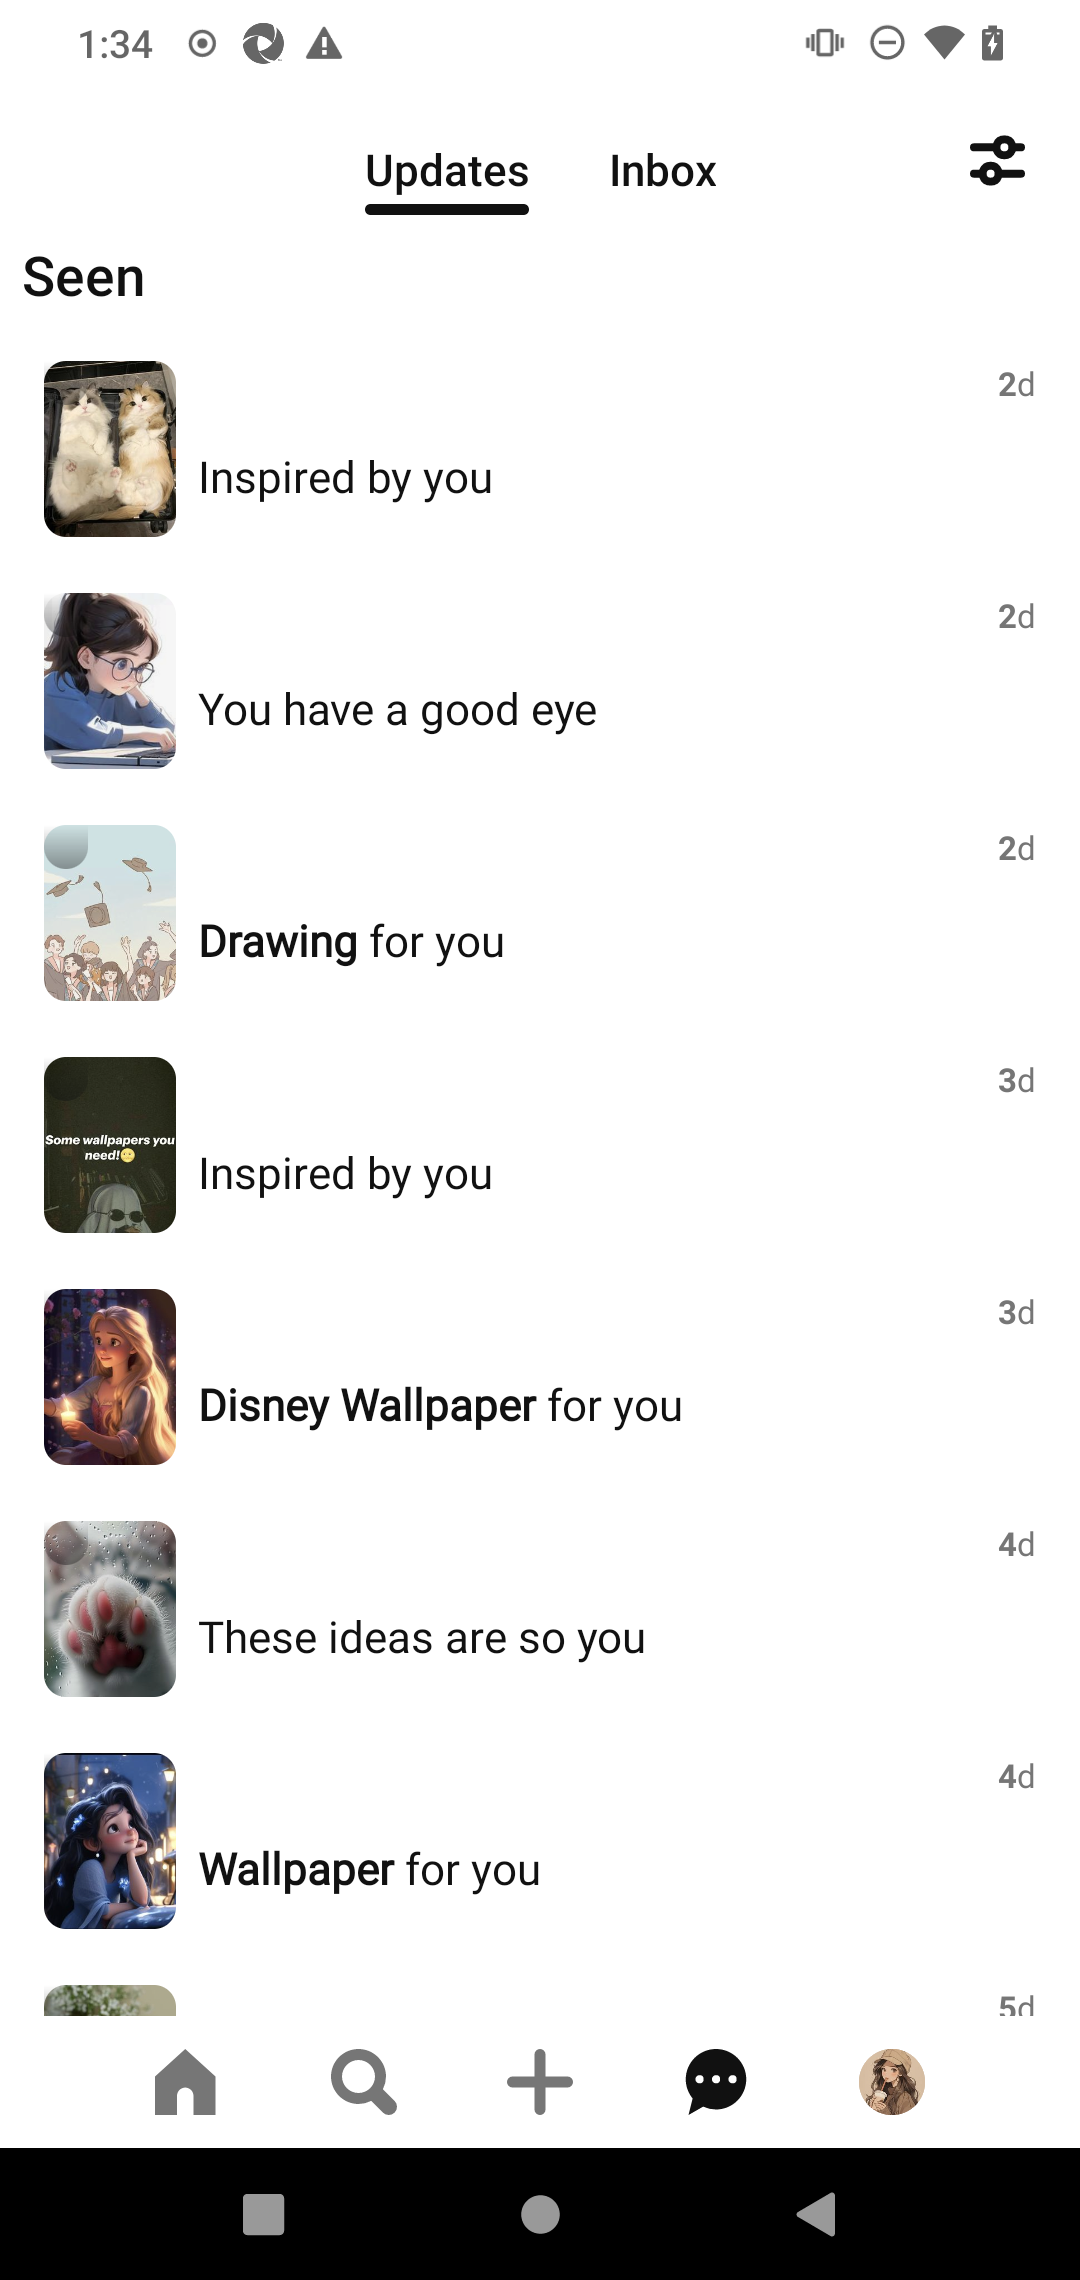 1:34
Updates
Inbox
Seen
2d
Inspired by you
2d
You have a good eye
2d
Drawing for you
3d
Some wallpapers you
need!🫠
Inspired by you
3d
Disney Wallpaper for you
4d
These ideas are so you
4d
Wallpaper for you
5d